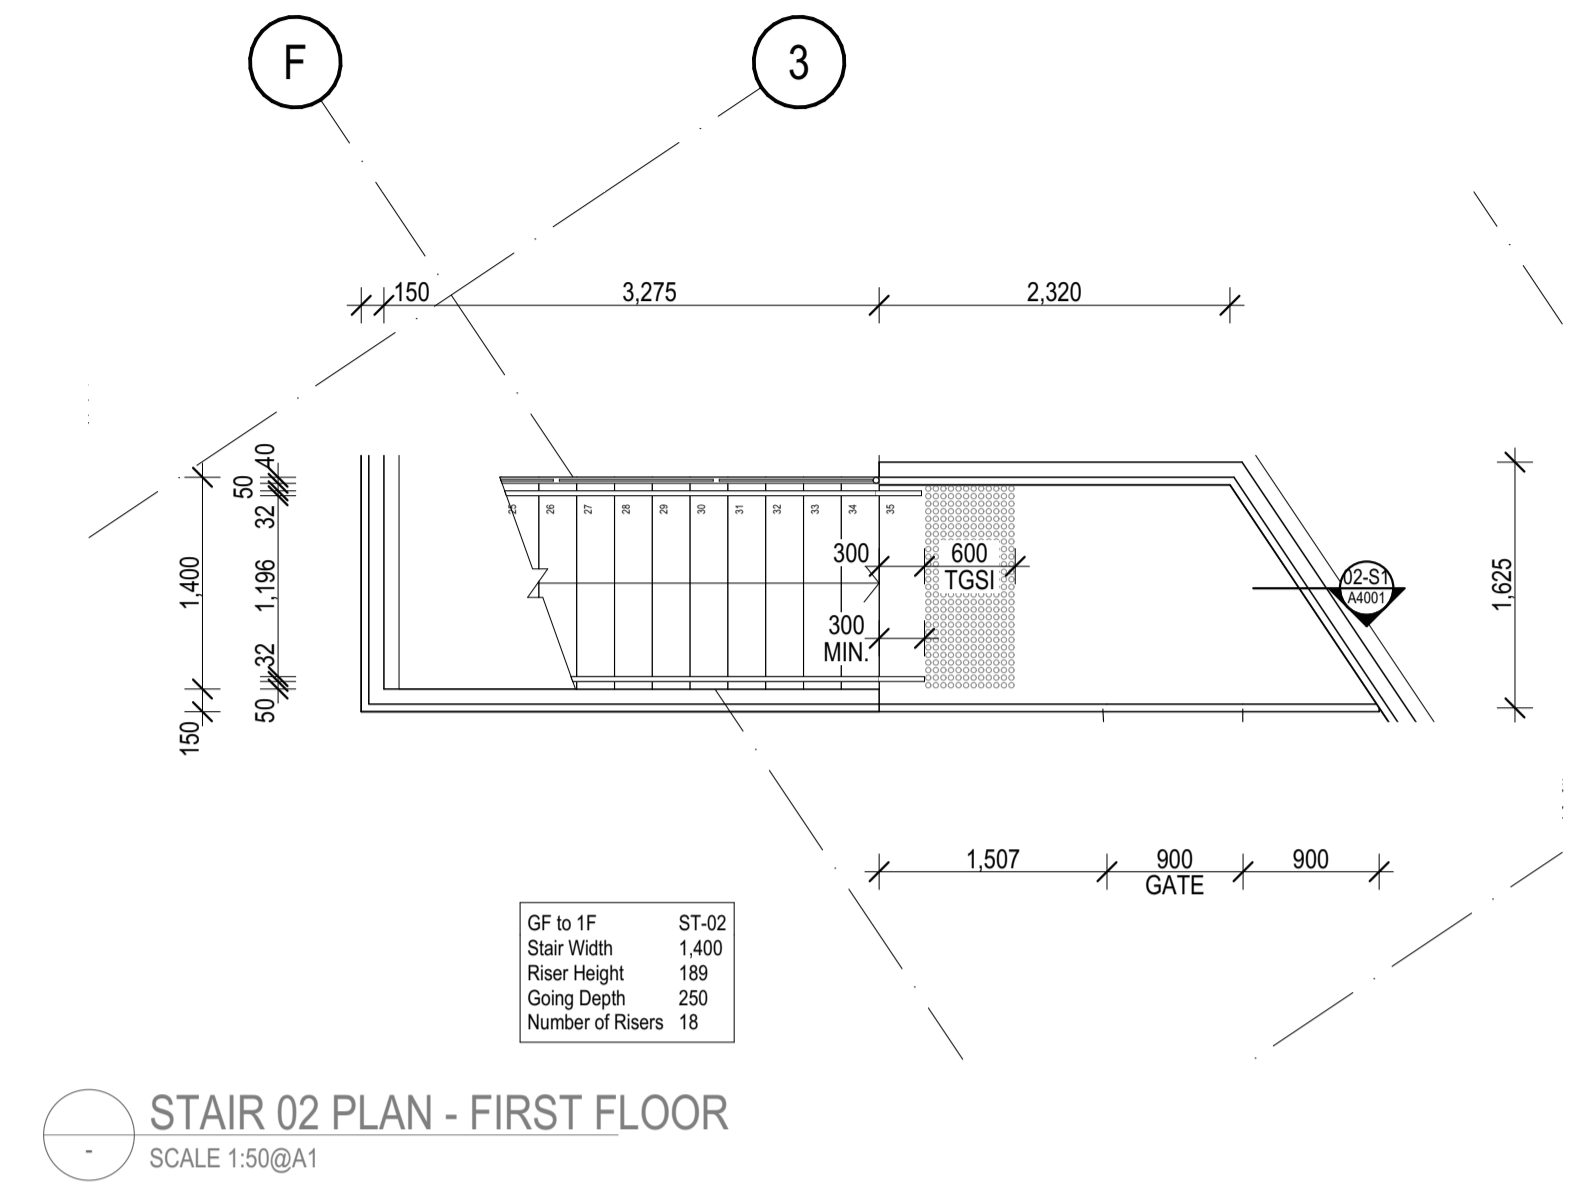 F
3
150
3,275
2,320
40
50
32
1,196
32
50
1,400
150
25
26
27
28
29
30
31
32
33
34
35
300
600
TGSI
300
MIN.
02-S1
A4001
1,625
1,507
900
GATE
900
GF to 1F ST-02
Stair Width 1,400
Riser Height 189
Going Depth 250
Number of Risers 18
STAIR 02 PLAN - FIRST FLOOR
-
SCALE 1:50@A1